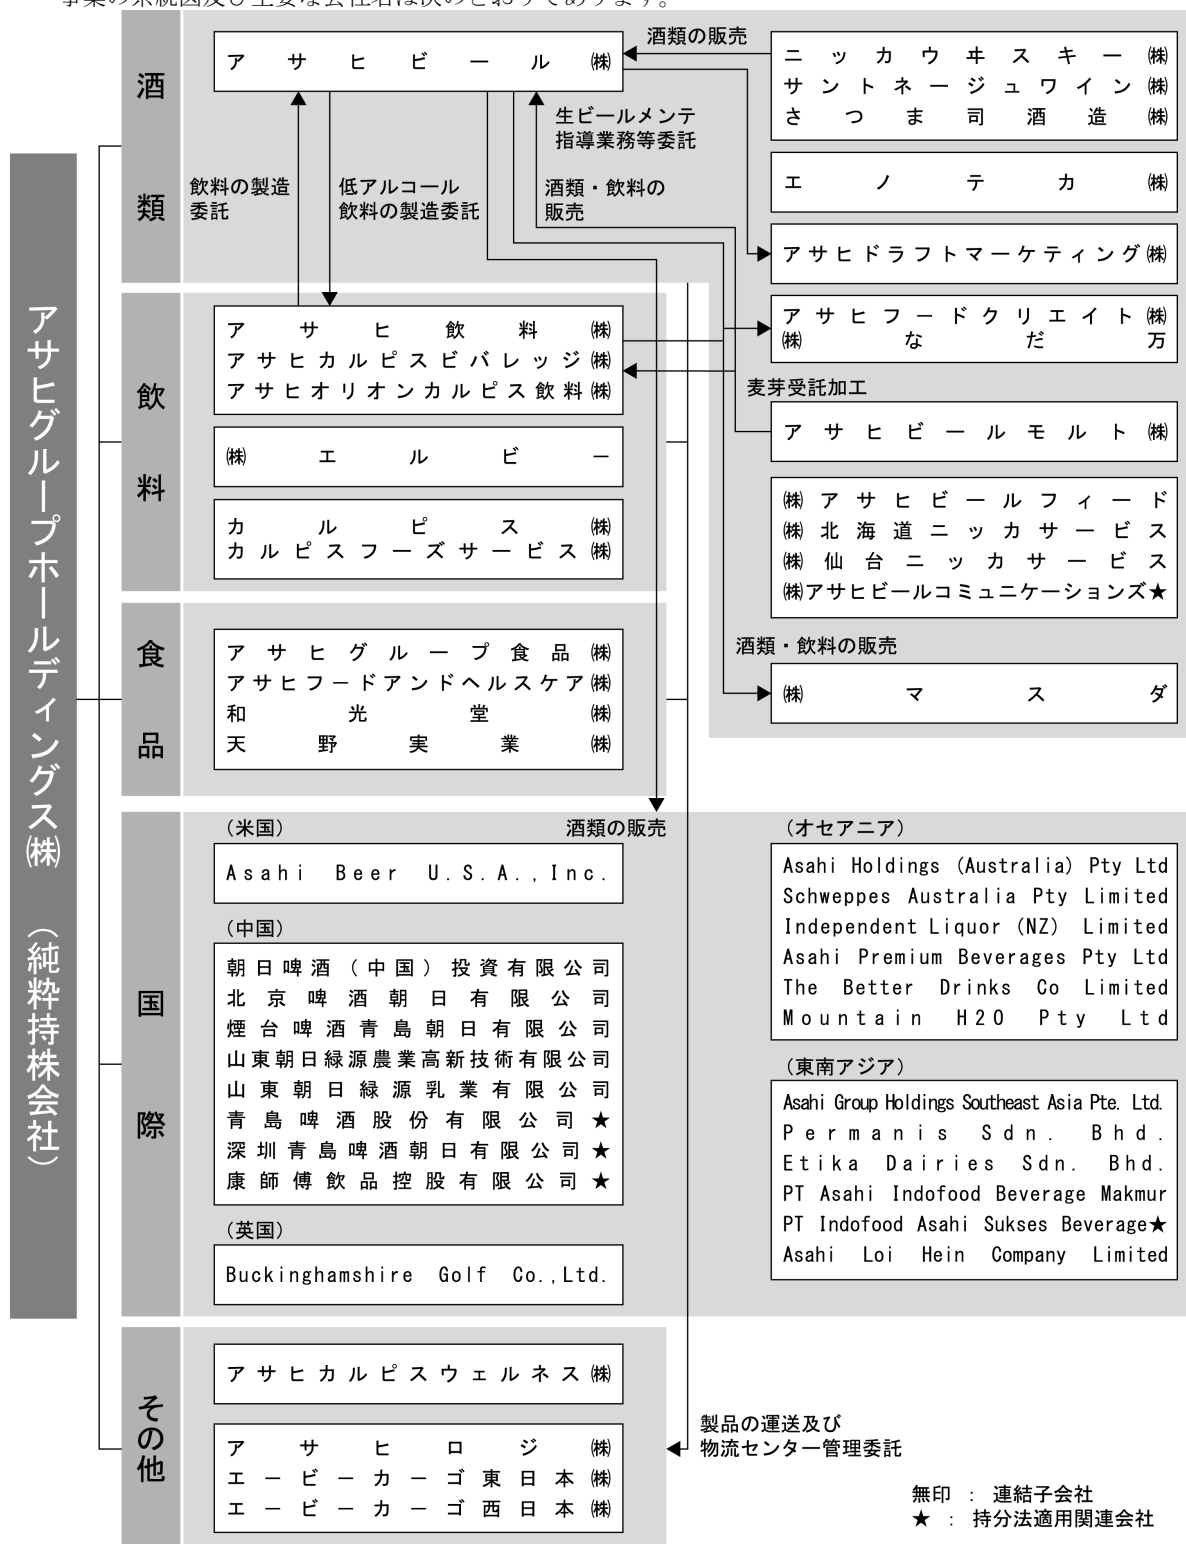 事業の系統図及び主要な会社名は次のとおりであります。
アサヒグループホールディングス㈱　（純粋持株会社）
酒類
アサヒビール㈱
酒類の販売
ニッカウヰスキー㈱
サントネージュワイン㈱
さつま司酒造㈱
生ビールメンテ
指導業務等委託
エノテカ㈱
飲料の製造
委託
低アルコール
飲料の製造委託
酒類・飲料の
販売
アサヒドラフトマーケティング㈱
アサヒフードクリエイト㈱
㈱なだ万
麦芽受託加工
アサヒビールモルト㈱
㈱アサヒビールフィード
㈱北海道ニッカサービス
㈱仙台ニッカサービス
㈱アサヒビールコミュニケーションズ★
酒類・飲料の販売
㈱マスダ
飲料
アサヒ飲料㈱
アサヒカルピスビバレッジ㈱
アサヒオリオンカルピス飲料㈱
㈱エルビー
カルピス㈱
カルピスフーズサービス㈱
食品
アサヒグループ食品㈱
アサヒフードアンドヘルスケア㈱
和光堂㈱
天野実業㈱
国際
（米国）
酒類の販売
Asahi Beer U.S.A.,Inc.
（中国）
朝日啤酒（中国）投資有限公司
北京啤酒朝日有限公司
煙台啤酒青島朝日有限公司
山東朝日緑源農業高新技術有限公司
山東朝日緑源乳業有限公司
青島啤酒股份有限公司★
深圳青島啤酒朝日有限公司★
康師傅飲品控股有限公司★
（英国）
Buckinghamshire Golf Co.,Ltd.
（オセアニア）
Asahi Holdings (Australia) Pty Ltd
Schweppes Australia Pty Limited
Independent Liquor (NZ) Limited
Asahi Premium Beverages Pty Ltd
The Better Drinks Co Limited
Mountain H2O Pty Ltd
（東南アジア）
Asahi Group Holdings Southeast Asia Pte. Ltd.
Permanis Sdn. Bhd.
Etika Dairies Sdn. Bhd.
PT Asahi Indofood Beverage Makmur
PT Indofood Asahi Sukses Beverage★
Asahi Loi Hein Company Limited
その他
アサヒカルピスウェルネス㈱
アサヒロジ㈱
エービーカーゴ東日本㈱
エービーカーゴ西日本㈱
製品の運送及び
物流センター管理委託
無印 ： 連結子会社
★ ： 持分法適用関連会社